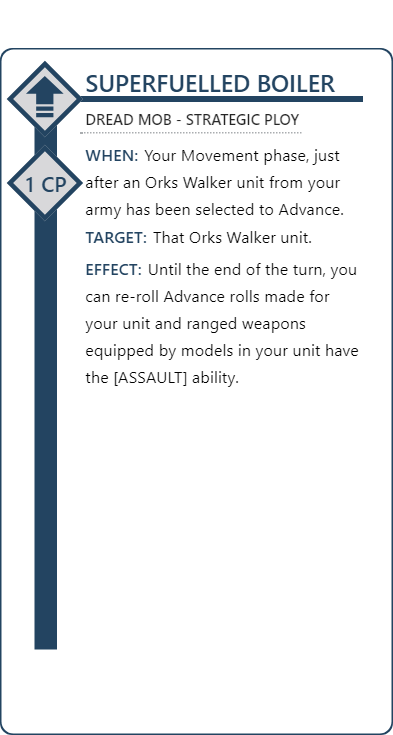 SUPERFUELLED BOILER
DREAD MOB - STRATEGIC PLOY
1 CP
WHEN: Your Movement phase, just
after an Orks Walker unit from your
army has been selected to Advance.
TARGET: That Orks Walker unit.
EFFECT: Until the end of the turn, you
can re-roll Advance rolls made for
your unit and ranged weapons
equipped by models in your unit have
the [ASSAULT] ability.